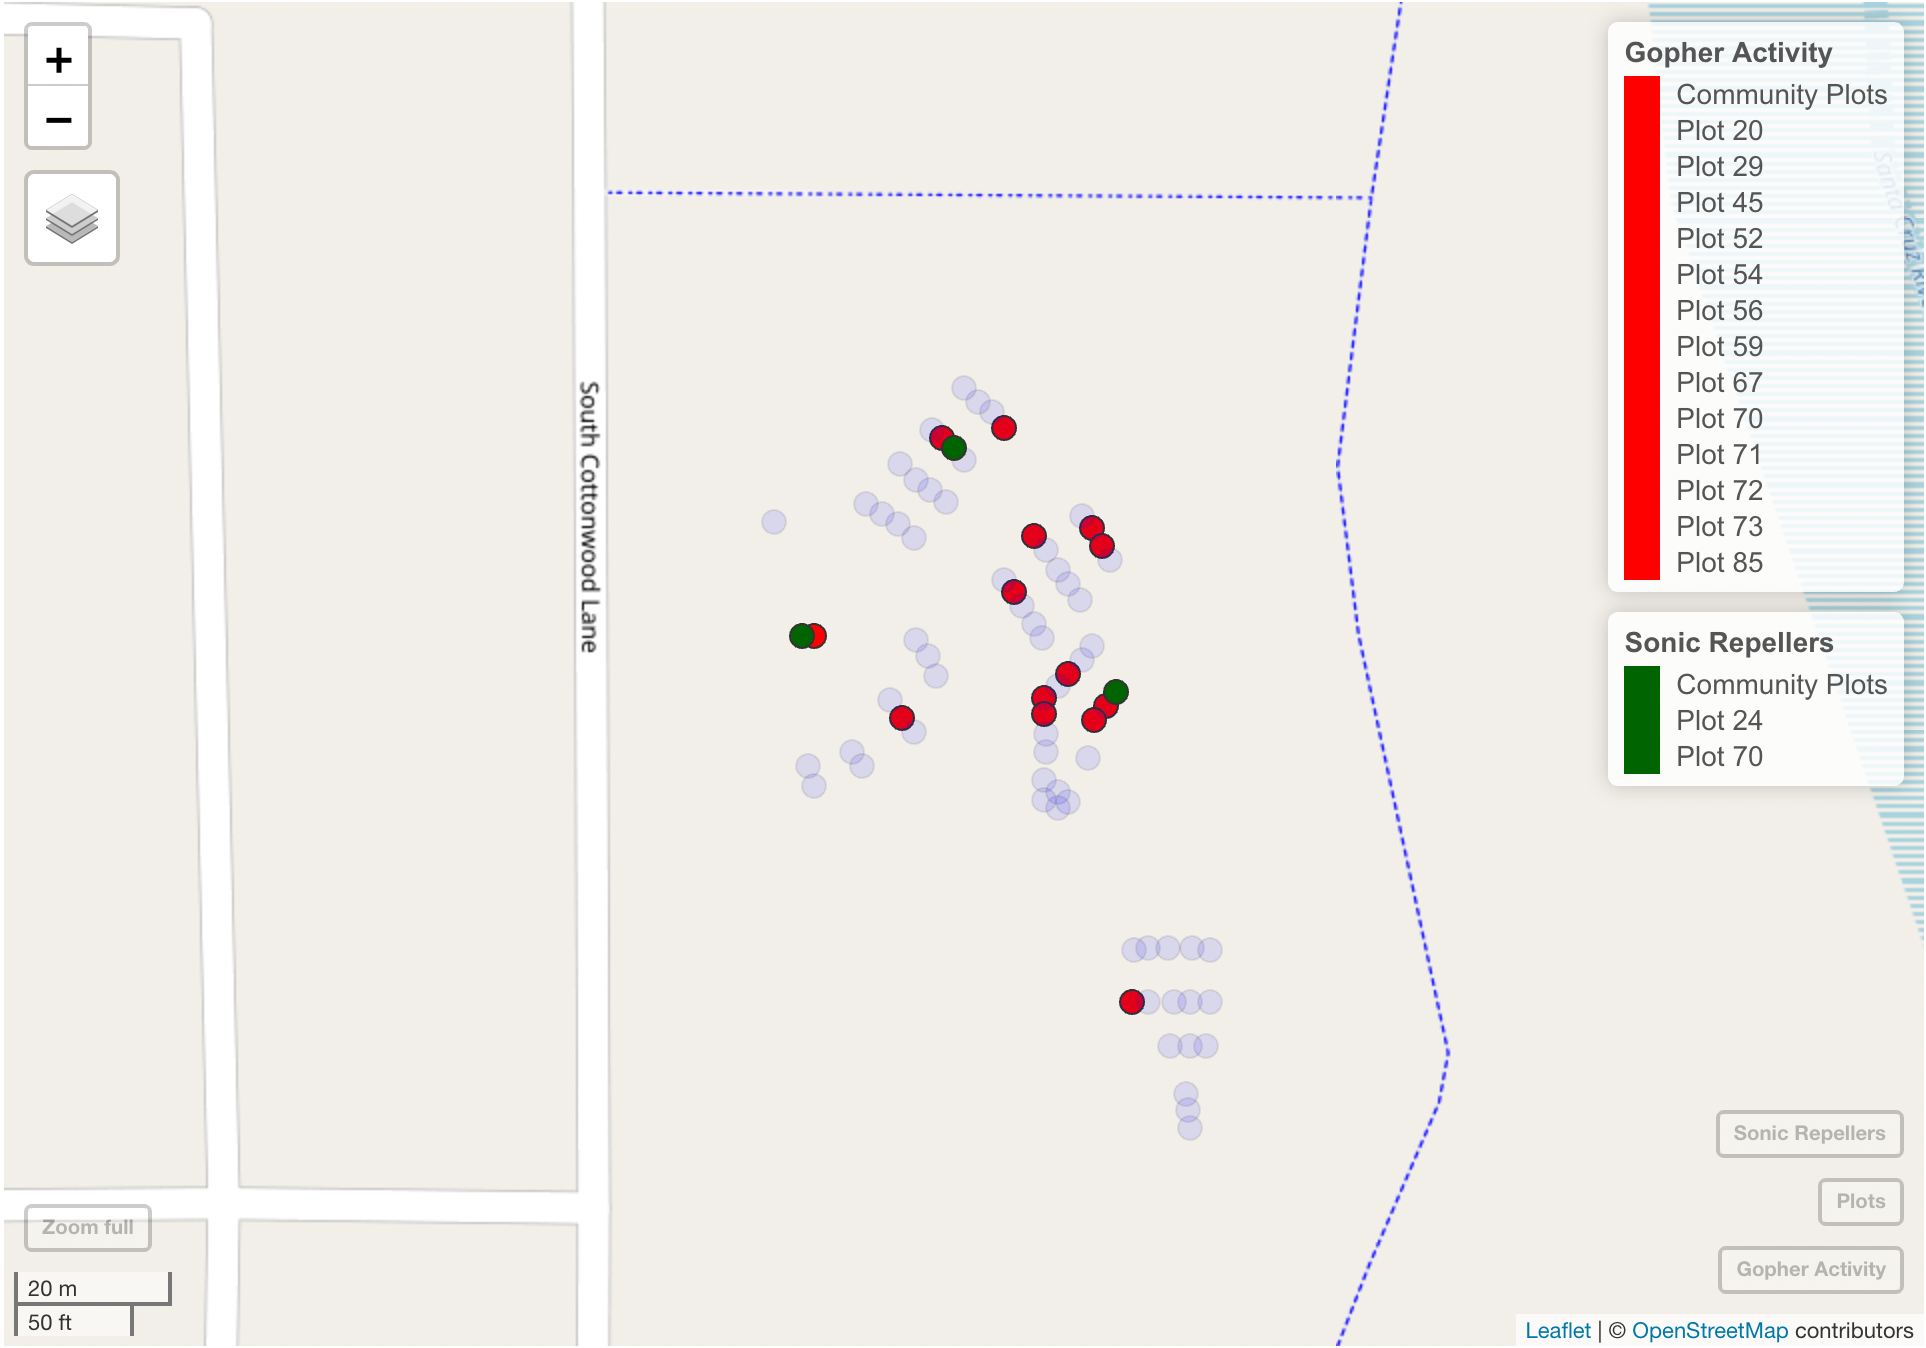 +
−
Gopher Activity
Community Plots
Plot 20
Plot 29
Plot 45
Plot 52
Plot 54
Plot 56
Plot 59
Plot 67
Plot 70
Plot 71
Plot 72
Plot 73
Plot 85
Santa Cruz
South Cottonwood Lane
Sonic Repellers
Community Plots
Plot 24
Plot 70
Sonic Repellers
Plots
Gopher Activity
Zoom full
20 m
50 ft
Leaflet | © OpenStreetMap contributors